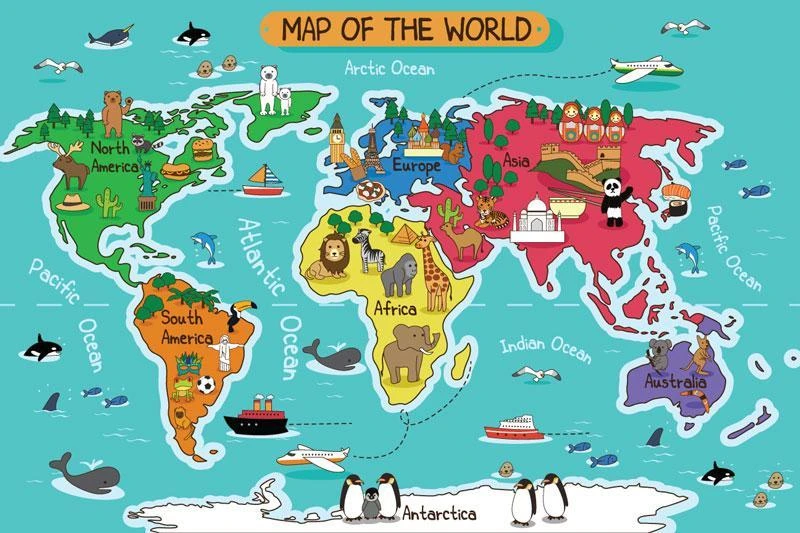 MAP OF THE WORLD
Arctic Ocean
North
America
Europe
Asia
Pacific
Ocean
Atlantic
Ocean
Pacific Ocean
South
America
Africa
Indian Ocean
Australia
Antarctica